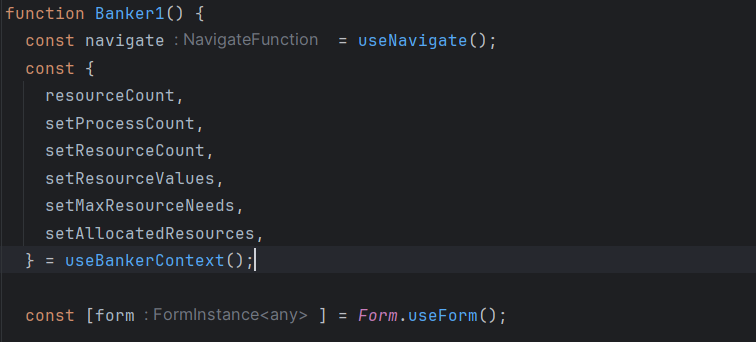 function Banker1() {
const navigate : NavigateFunction = useNavigate();
const {
resourceCount,
setProcessCount,
setResourceCount,
setResourceValues,
setMaxResourceNeeds,
setAllocatedResources,
} = useBankerContext();
const [form : FormInstance<any> ] = Form.useForm();